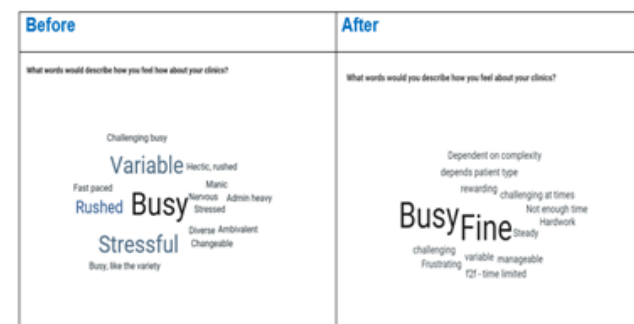 Before
What words would describe how you feel how about your clinics?
Challenging busy
Variable Hectic, rushed
Fast paced Manic
Nervous Admin heavy
Rushed Busy Stressed
Diverse Ambivalent
Stressful Changeable
Busy, like the variety
After
What words would you describe how you feel about your clinics?
Dependent on complexity
depends patient type
rewarding challenging at times
Not enough time
Hardwork
Busy Fine Steady
challenging variable manageable
Frustrating
f2f - time limited